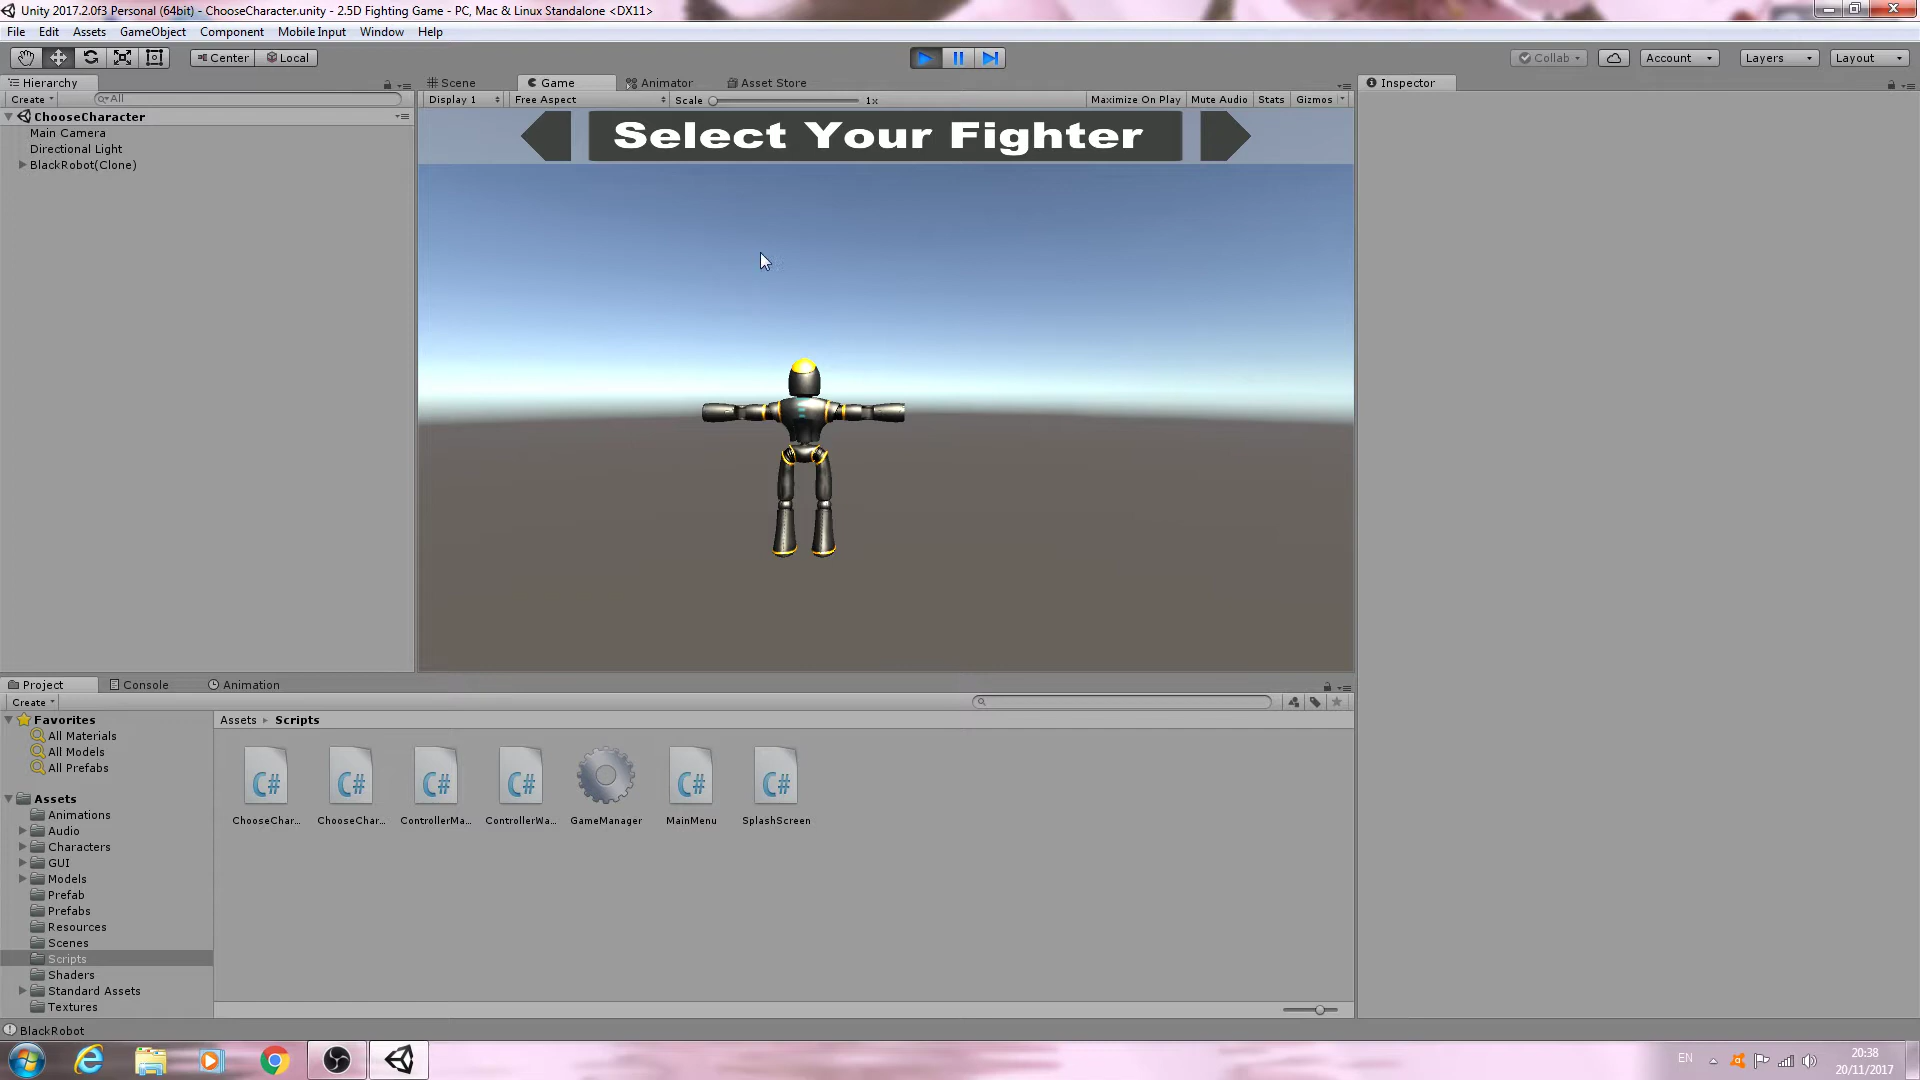 Unity 2017.2.0f3 Personal (64bit) - ChooseCharacter.unity - 2.5D Fighting Game - PC, Mac & Linux Standalone <DX11>
File Edit Assets GameObject Component Mobile Input Window Help
Center Local Collab Account Layers Layout
Hierarchy
Create All
ChooseCharacter
Main Camera
Directional Light
BlackRobot(Clone)
Scene Game Animator Asset Store
Display 1 Free Aspect Scale 1x Maximize On Play Mute Audio Stats Gizmos
Select Your Fighter
Inspector
Project Console Animation
Create
Favorites
All Materials
All Models
All Prefabs
Assets
Animations
Audio
Characters
GUI
Models
Prefab
Prefabs
Resources
Scenes
Scripts
Shaders
Standard Assets
Textures
Assets Scripts
C# C# C# C# C# C#
ChooseChar... ChooseChar... ControllerMa... ControllerWa... GameManager MainMenu SplashScreen
BlackRobot
EN
20:38
20/11/2017